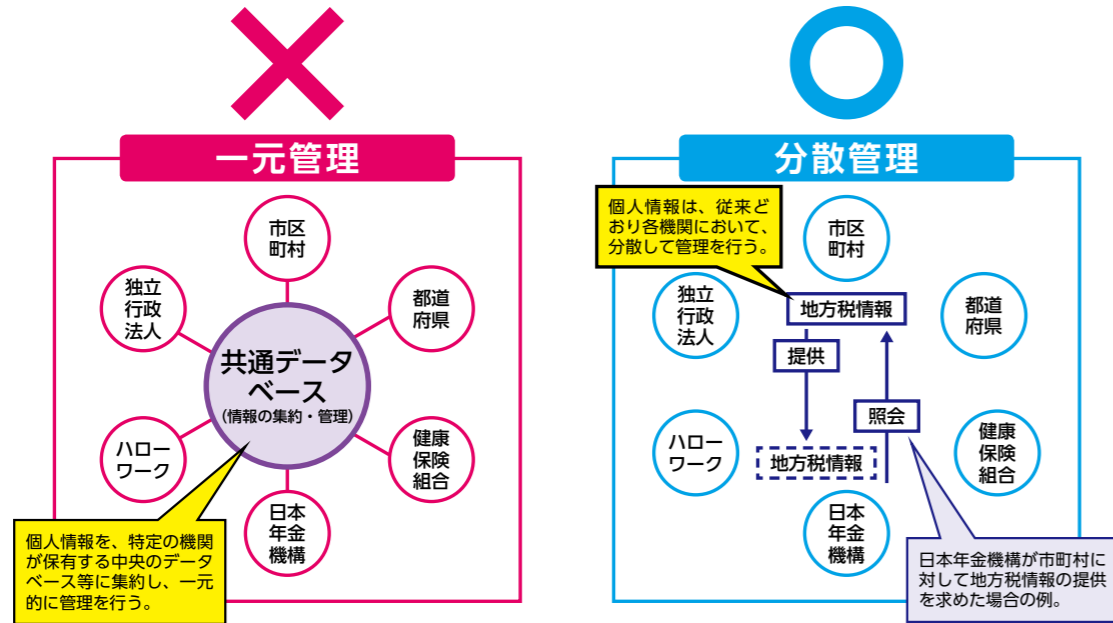 一元管理
市区
町村
独立
行政
法人
都道
府県
共通データ
ベース
(情報の集約・管理)
ハロー
ワーク
健康
保険
組合
日本
年金
機構
個人情報を、特定の機関
が保有する中央のデータ
ベース等に集約し、一元
的に管理を行う。
分散管理
個人情報は、従来ど
おり各機関において、
分散して管理を行う。
市区
町村
独立
行政
法人
地方税情報
都道
府県
提供
照会
ハロー
ワーク
地方税情報
健康
保険
組合
日本
年金
機構
日本年金機構が市町村に
対して地方税情報の提供
を求めた場合の例。